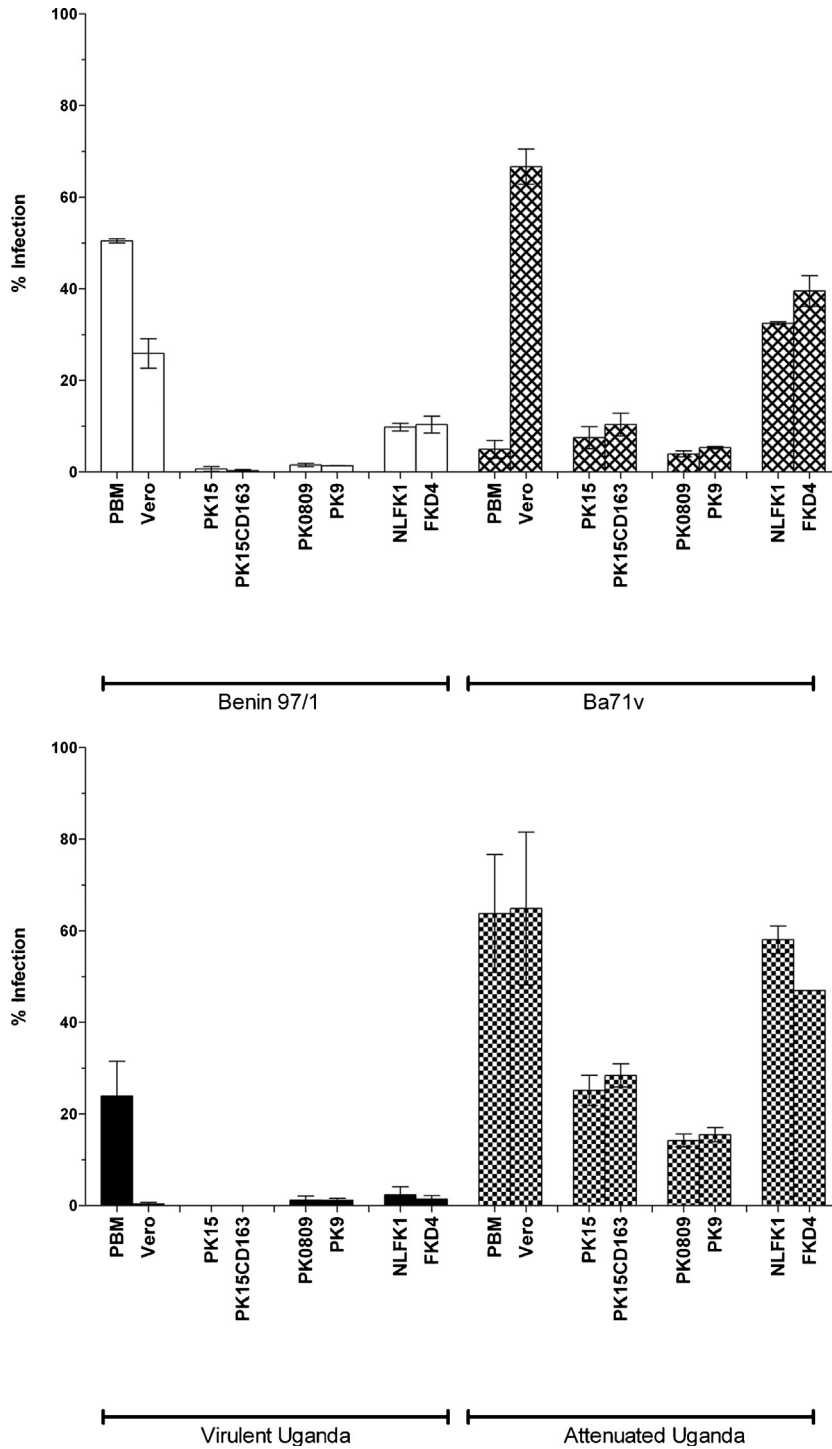 100
80
60
40
20
0
% Infection
PBM
Vero
PK15
PK15CD163
PK0809
PK9
NLFK1
FKD4
PBM
Vero
PK15
PK15CD163
PK0809
PK9
NLFK1
FKD4
Benin 97/1
Ba71v
100
80
60
40
20
0
% Infection
PBM
Vero
PK15
PK15CD163
PK0809
PK9
NLFK1
FKD4
PBM
Vero
PK15
PK15CD163
PK0809
PK9
NLFK1
FKD4
Virulent Uganda
Attenuated Uganda